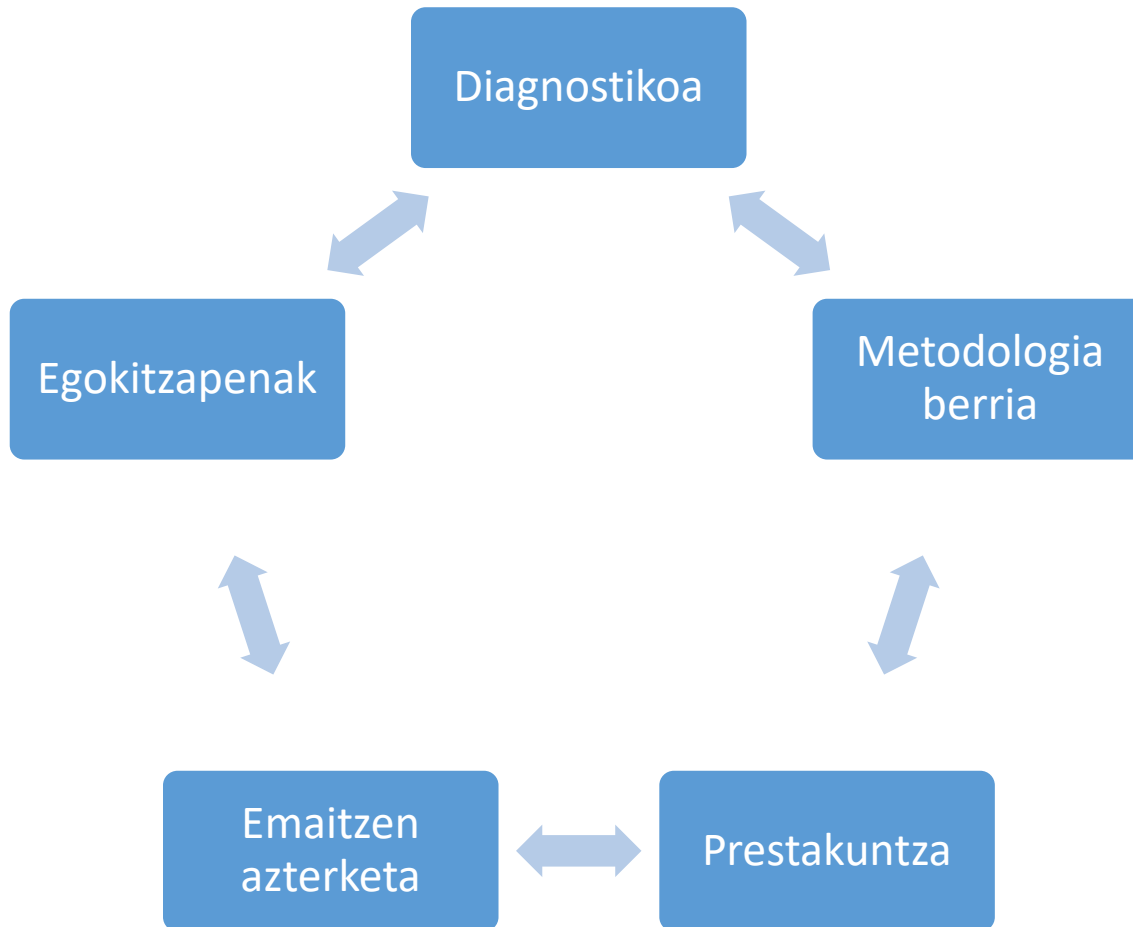 Diagnostikoa
Metodologia
berria
Prestakuntza
Emaitzen
azterketa
Egokitzapenak